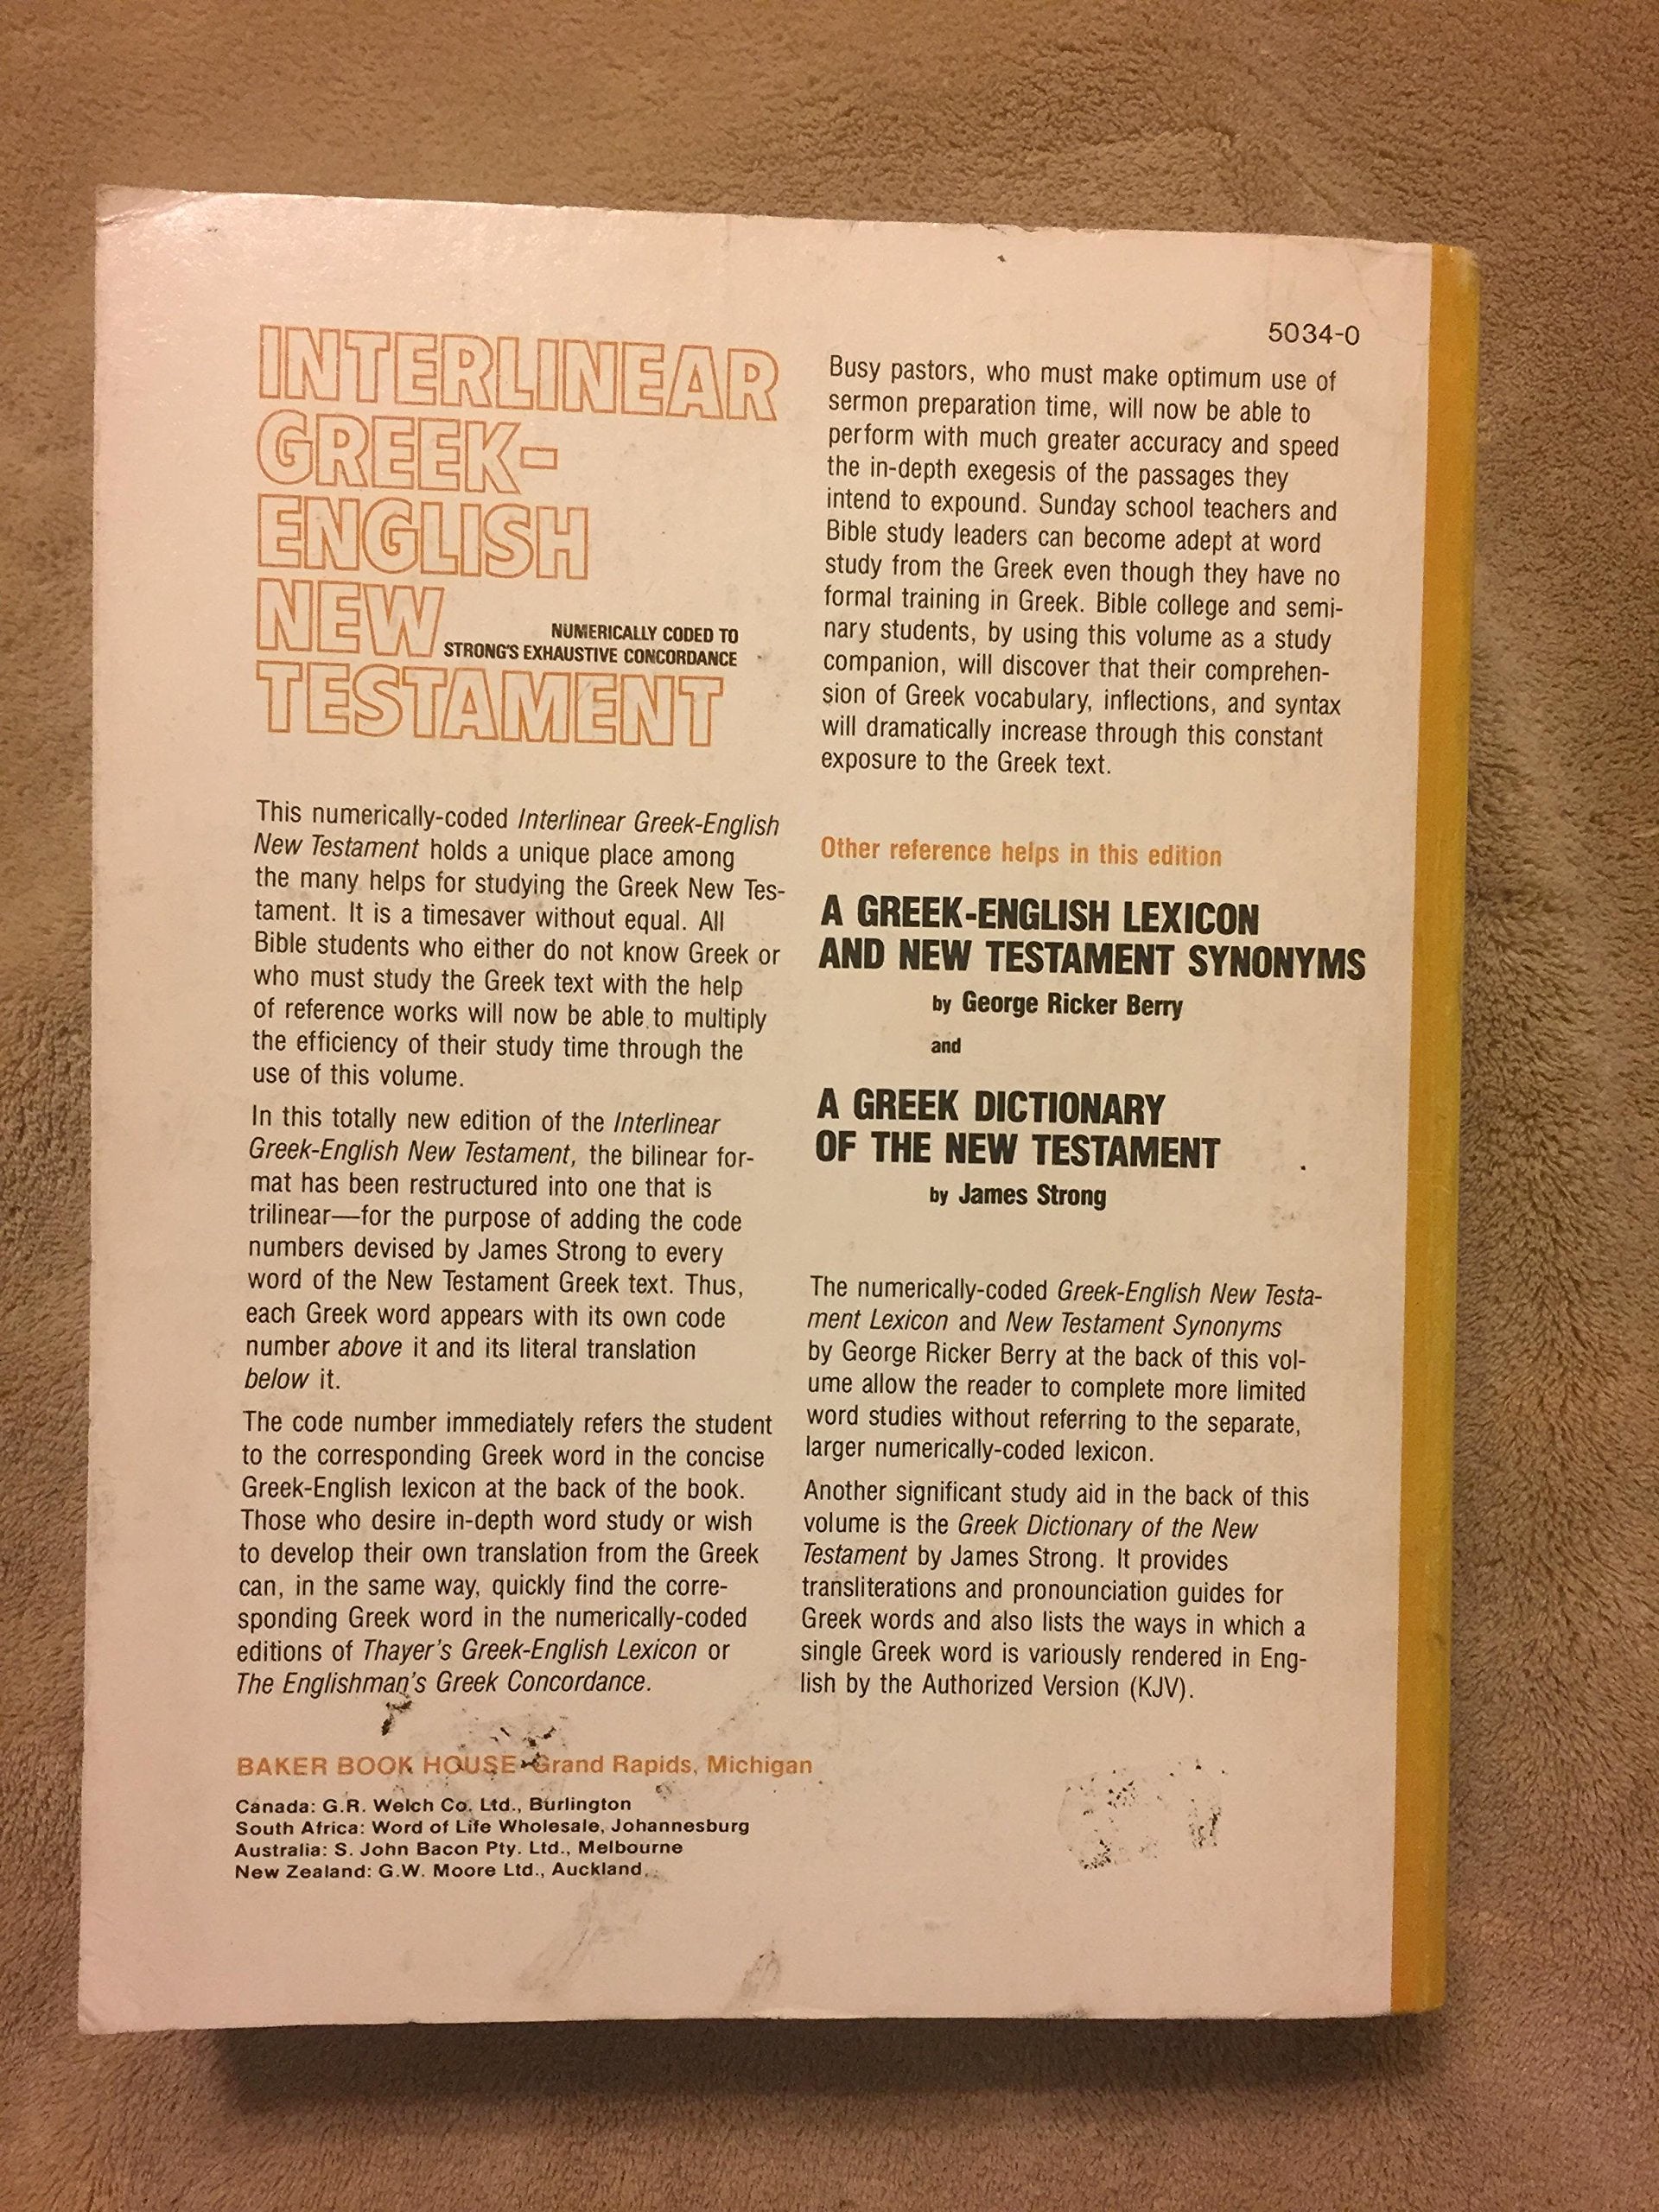 INTERLINEAR
GREEK-
ENGLISH
NEW
NUMERICALLY CODED TO
STRONG'S EXHAUSTIVE CONCORDANCE
TESTAMENT
This numerically-coded Interlinear Greek-English
New Testament holds a unique place among
the many helps for studying the Greek New Tes-
tament. It is a timesaver without equal. All
Bible students who either do not know Greek or
who must study the Greek text with the help
of reference works will now be able to multiply
the efficiency of their study time through the
use of this volume.
In this totally new edition of the Interlinear
Greek-English New Testament, the bilinear for-
mat has been restructured into one that is
trilinear—for the purpose of adding the code
numbers devised by James Strong to every
word of the New Testament Greek text. Thus,
each Greek word appears with its own code
number above it and its literal translation
below it.
The code number immediately refers the student
to the corresponding Greek word in the concise
Greek-English lexicon at the back of the book.
Those who desire in-depth word study or wish
to develop their own translation from the Greek
can, in the same way, quickly find the corre-
sponding Greek word in the numerically-coded
editions of Thayer's Greek-English Lexicon or
The Englishman's Greek Concordance.
BAKER BOOK HOUSE Grand Rapids, Michigan
Canada: G.R. Welch Co. Ltd., Burlington
South Africa: Word of Life Wholesale, Johannesburg
Australia: S. John Bacon Pty. Ltd., Melbourne
New Zealand: G.W. Moore Ltd., Auckland
5034-0
Busy pastors, who must make optimum use of
sermon preparation time, will now be able to
perform with much greater accuracy and speed
the in-depth exegesis of the passages they
intend to expound. Sunday school teachers and
Bible study leaders can become adept at word
study from the Greek even though they have no
formal training in Greek. Bible college and semi-
nary students, by using this volume as a study
companion, will discover that their comprehen-
sion of Greek vocabulary, inflections, and syntax
will dramatically increase through this constant
exposure to the Greek text.
Other reference helps in this edition
A GREEK-ENGLISH LEXICON
AND NEW TESTAMENT SYNONYMS
by George Ricker Berry
and
A GREEK DICTIONARY
OF THE NEW TESTAMENT
by James Strong
The numerically-coded Greek-English New Testa-
ment Lexicon and New Testament Synonyms
by George Ricker Berry at the back of this vol-
ume allow the reader to complete more limited
word studies without referring to the separate,
larger numerically-coded lexicon.
Another significant study aid in the back of this
volume is the Greek Dictionary of the New
Testament by James Strong. It provides
transliterations and pronounciation guides for
Greek words and also lists the ways in which a
single Greek word is variously rendered in Eng-
lish by the Authorized Version (KJV).